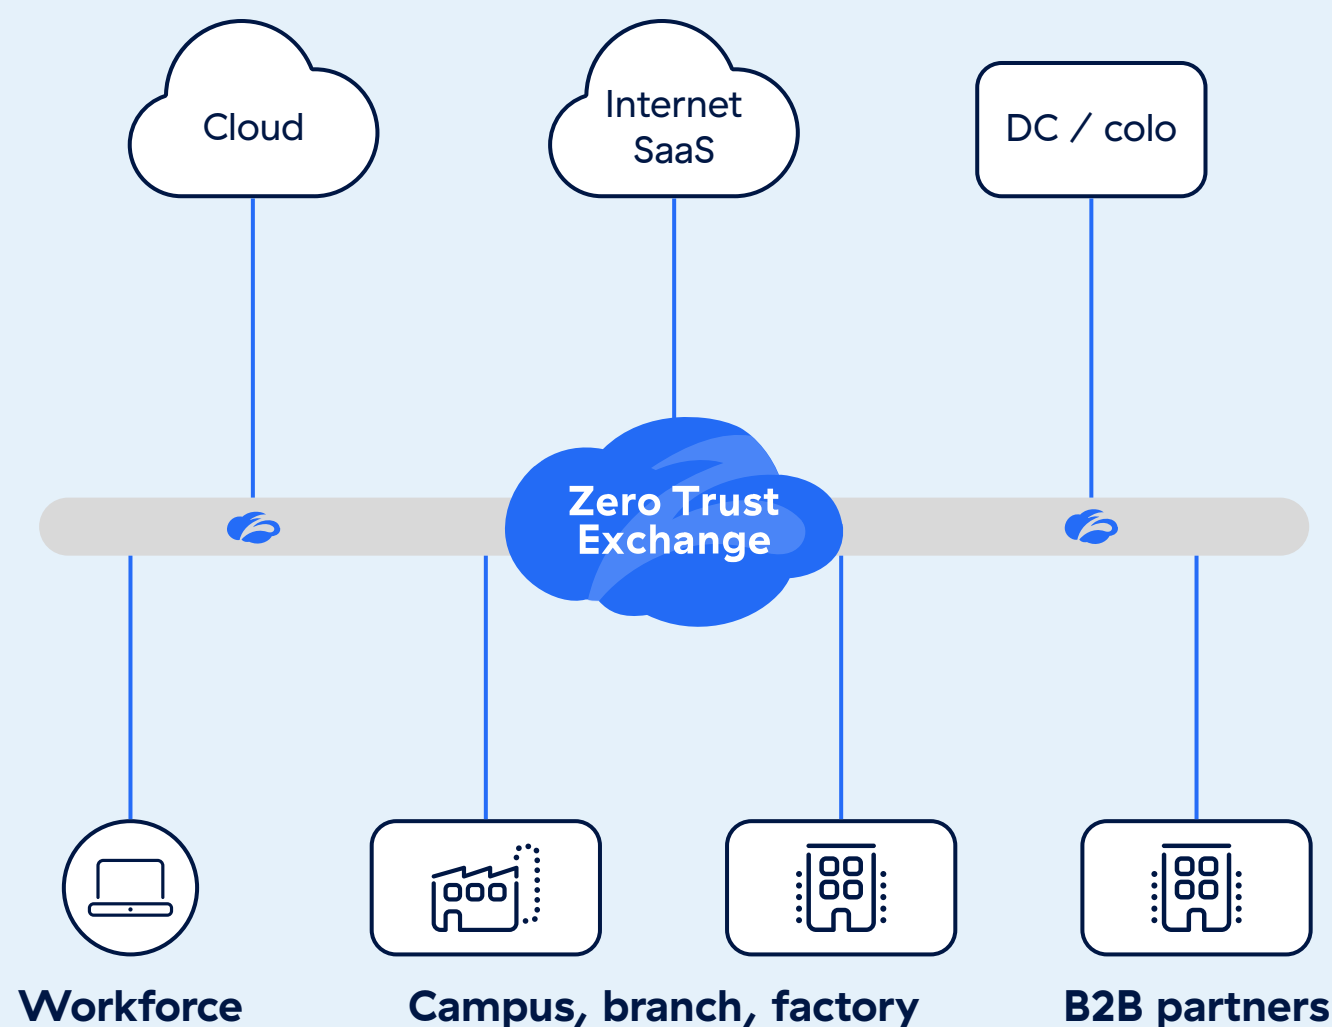 Cloud
Internet
SaaS
DC / colo
Zero Trust
Exchange
Workforce
Campus, branch, factory
B2B partners